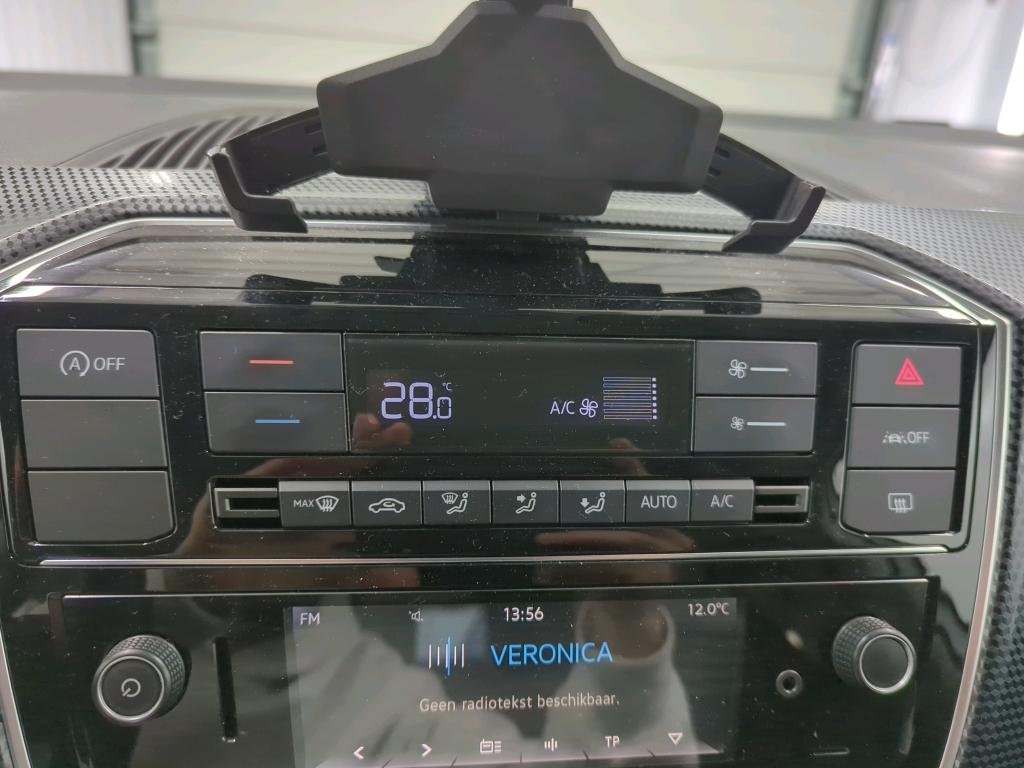 A OFF
28.0 °C
A/C
OFF
MAX
AUTO
A/C
FM
13:56
12.0°C
VERONICA
Geen radiotekst beschikbaar.
TP